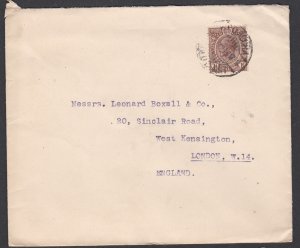 Messrs. Leonard Boxall & Co.,
20, Sinclair Road,
West Kensington,
LONDON, W.14.
ENGLAND.